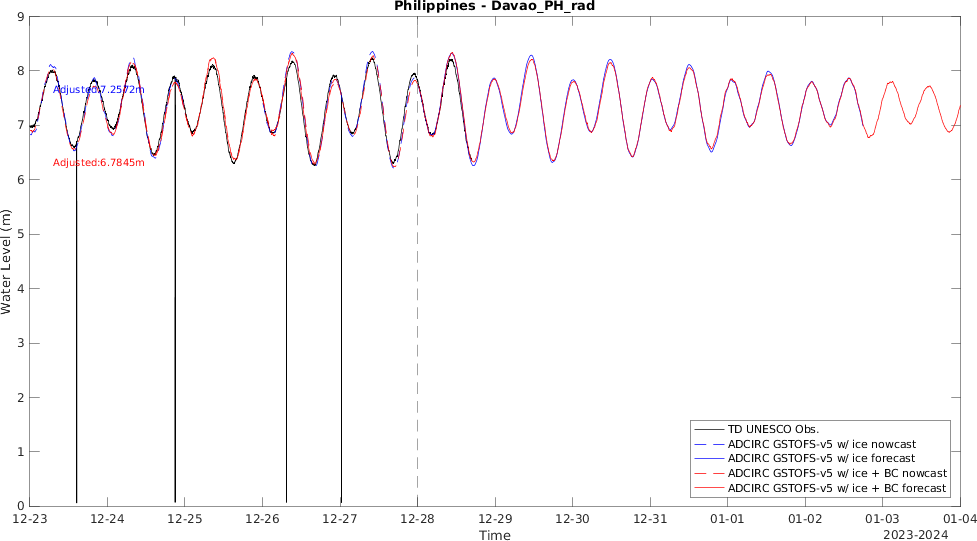 Philippines - Davao_PH_rad
Water Level (m)
9
8
7
6
5
4
3
2
1
0
Adjusted:7.2572m
Adjusted:6.7845m
TD UNESCO Obs.
ADCIRC GSTOFS-v5 w/ ice nowcast
ADCIRC GSTOFS-v5 w/ ice forecast
ADCIRC GSTOFS-v5 w/ ice + BC nowcast
ADCIRC GSTOFS-v5 w/ ice + BC forecast
12-23 12-24 12-25 12-26 12-27 12-28 12-29 12-30 12-31 01-01 01-02 01-03 01-04
Time
2023-2024